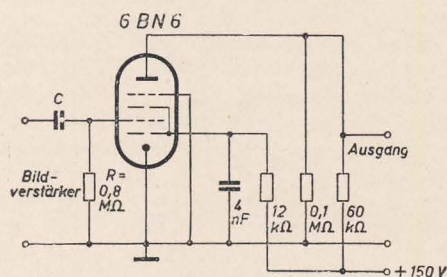 6 BN 6
C
Bild-
verstärker
R=
0,8
MΩ
4
nF
12
kΩ
0,1
MΩ
60
kΩ
Ausgang
+ 150 V